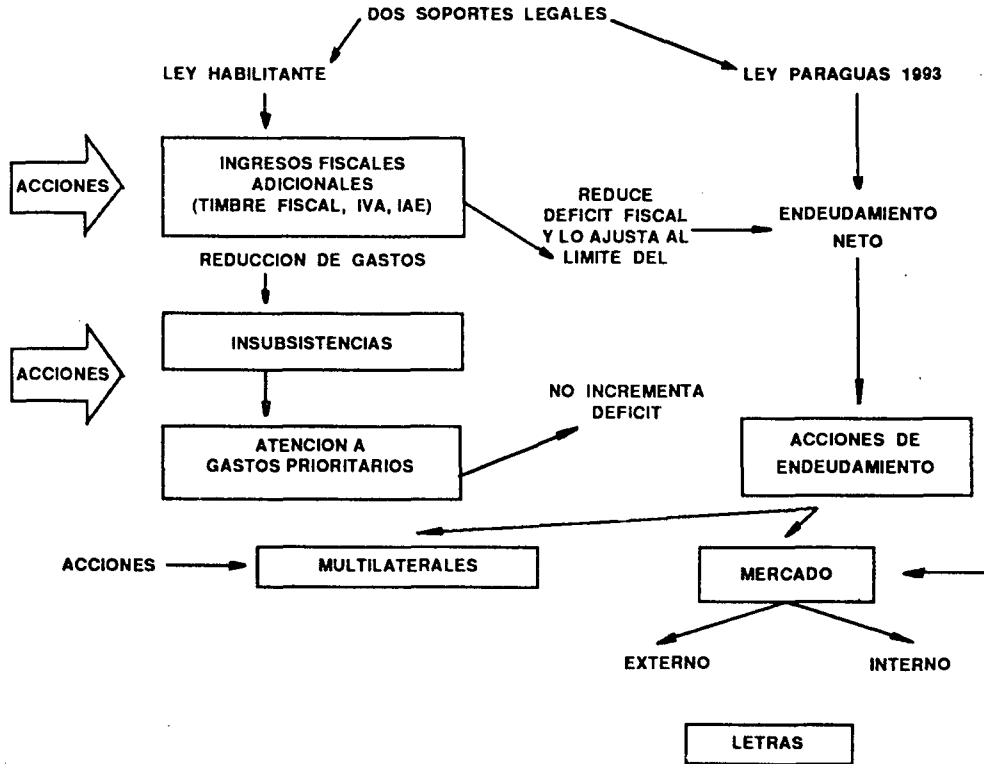 DOS SOPORTES LEGALES
LEY HABILITANTE
LEY PARAGUAS 1993
ACCIONES
INGRESOS FISCALES
ADICIONALES
(TIMBRE FISCAL, IVA, IAE)
REDUCE
DEFICIT FISCAL
Y LO AJUSTA AL
LIMITE DEL
ENDEUDAMIENTO
NETO
REDUCCION DE GASTOS
ACCIONES
INSUBSISTENCIAS
NO INCREMENTA
DEFICIT
ATENCION A
GASTOS PRIORITARIOS
ACCIONES DE
ENDEUDAMIENTO
ACCIONES
MULTILATERALES
MERCADO
EXTERNO
INTERNO
LETRAS